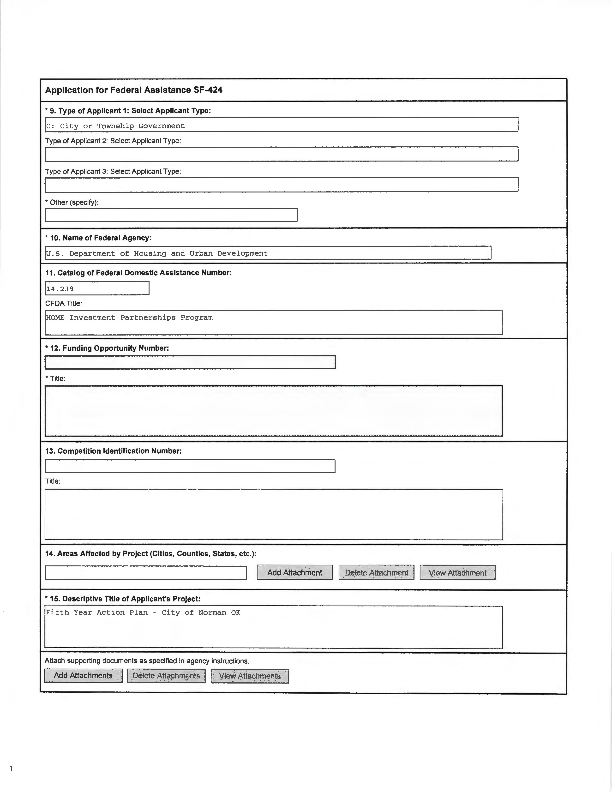 Application for Federal Assistance SF-424
* 9. Type of Applicant 1: Select Applicant Type:
C: City or Township Government
Type of Applicant 2: Select Applicant Type:
Type of Applicant 3: Select Applicant Type:
* Other (specify):
* 10. Name of Federal Agency:
U.S. Department of Housing and Urban Development
11. Catalog of Federal Domestic Assistance Number:
14.239
CFDA Title:
HOME Investment Partnerships Program
* 12. Funding Opportunity Number:
* Title:
13. Competition Identification Number:
Title:
14. Areas Affected by Project (Cities, Counties, States, etc.):
Add Attachment Delete Attachment View Attachment
* 15. Descriptive Title of Applicant's Project:
Fifth Year Action Plan - City of Norman OK
Attach supporting documents as specified in agency instructions.
Add Attachments Delete Attachments View Attachments
1